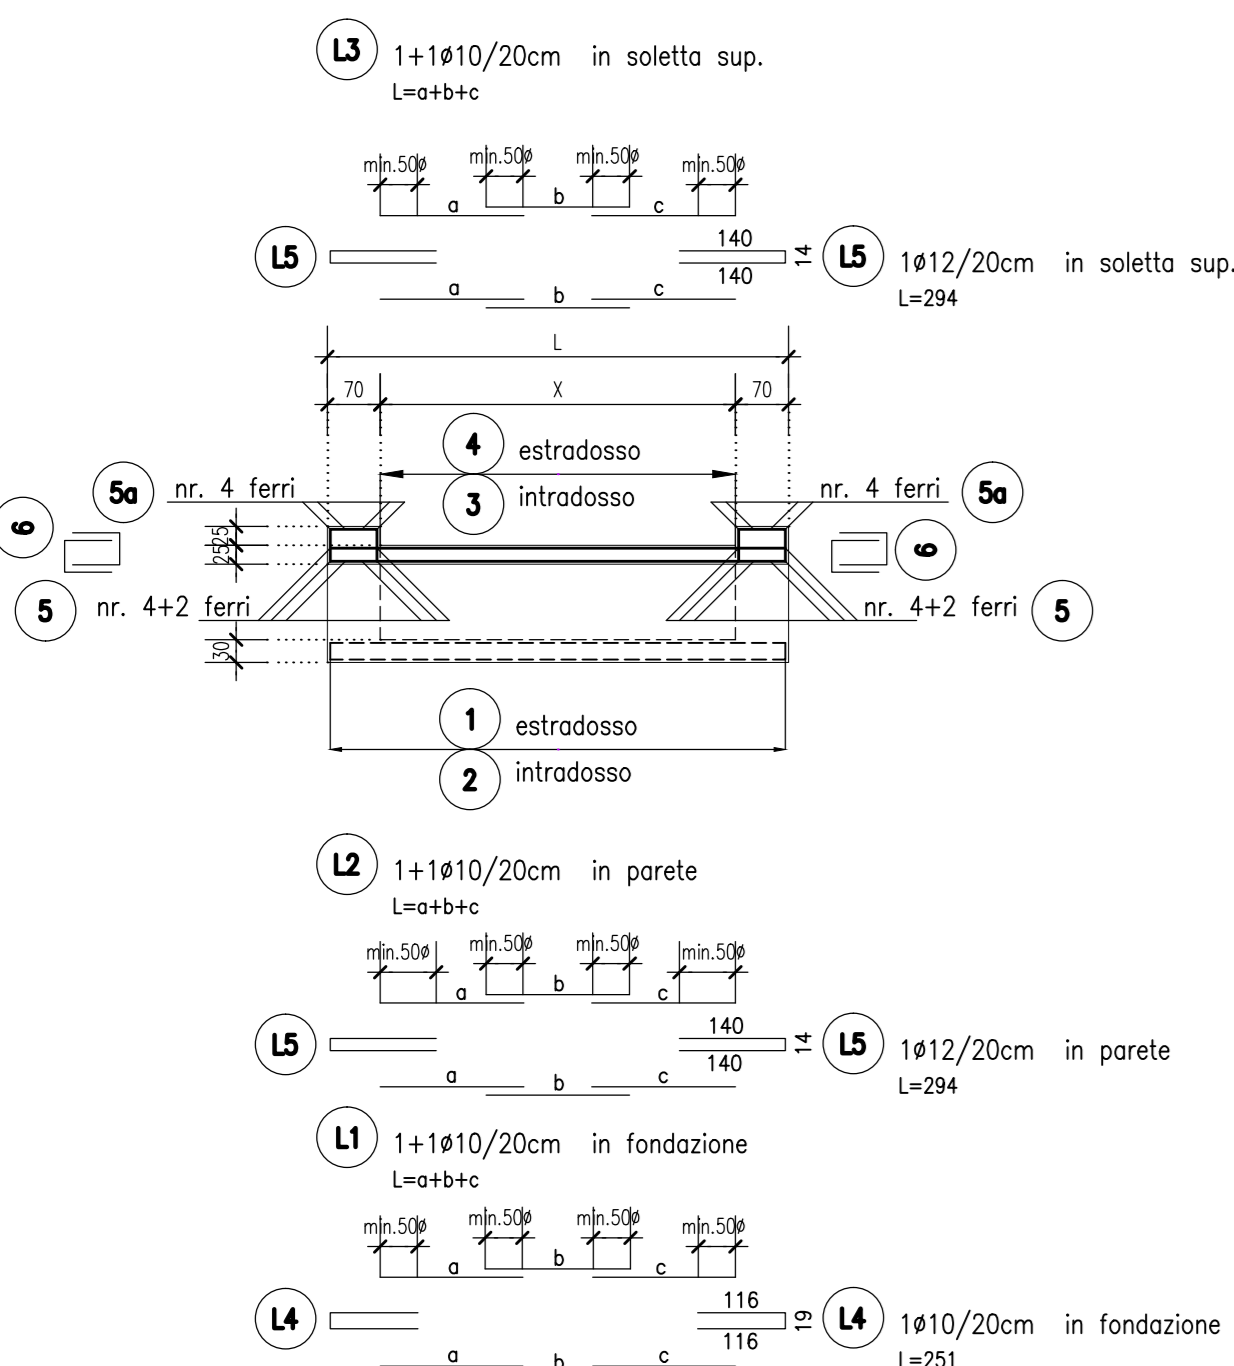 L3 1+1ø10/20cm in soletta sup.
L=a+b+c
min.50ø min.50ø min.50ø min.50ø
a b c
L5 140 14 L5 1ø12/20cm in soletta sup.
140
L=294
a b c
L
70 X 70
4 estradosso
3 intradosso
5a nr. 4 ferri nr. 4 ferri 5a
6 25 25 6
5 nr. 4+2 ferri nr. 4+2 ferri 5
30
1 estradosso
2 intradosso
L2 1+1ø10/20cm in parete
L=a+b+c
min.50ø min.50ø min.50ø min.50ø
a b c
L5 140 14 L5 1ø12/20cm in parete
140
L=294
a b c
L1 1+1ø10/20cm in fondazione
L=a+b+c
min.50ø min.50ø min.50ø min.50ø
a b c
L4 116 19 L4 1ø10/20cm in fondazione
116
L=251
a b c